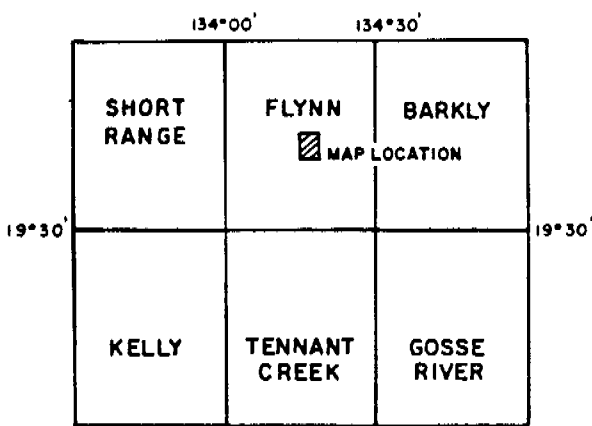 134°00' 134°30'
SHORT
RANGE
FLYNN
BARKLY
MAP LOCATION
19°30' 19°30'
KELLY
TENNANT
CREEK
GOSSE
RIVER